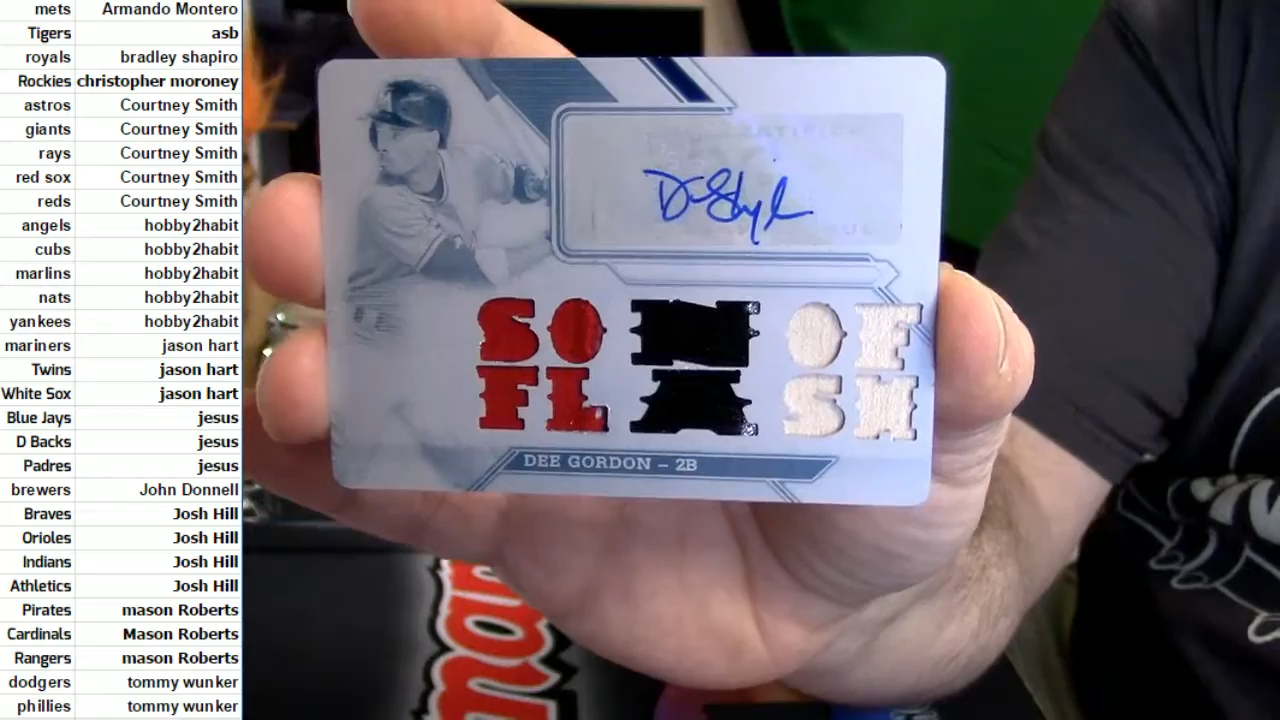 mets Armando Montero
Tigers asb
royals bradley shapiro
Rockies christopher moroney
astros Courtney Smith
giants Courtney Smith
rays Courtney Smith
red sox Courtney Smith
reds Courtney Smith
angels hobby2habit
cubs hobby2habit
marlins hobby2habit
nats hobby2habit
yankees hobby2habit
mariners jason hart
Twins jason hart
White Sox jason hart
Blue Jays jesus
D Backs jesus
Padres jesus
brewers John Donnell
Braves Josh Hill
Orioles Josh Hill
Indians Josh Hill
Athletics Josh Hill
Pirates mason Roberts
Cardinals Mason Roberts
Rangers mason Roberts
dodgers tommy wunker
phillies tommy wunker
SON OF
FLASH
DEE GORDON – 2B